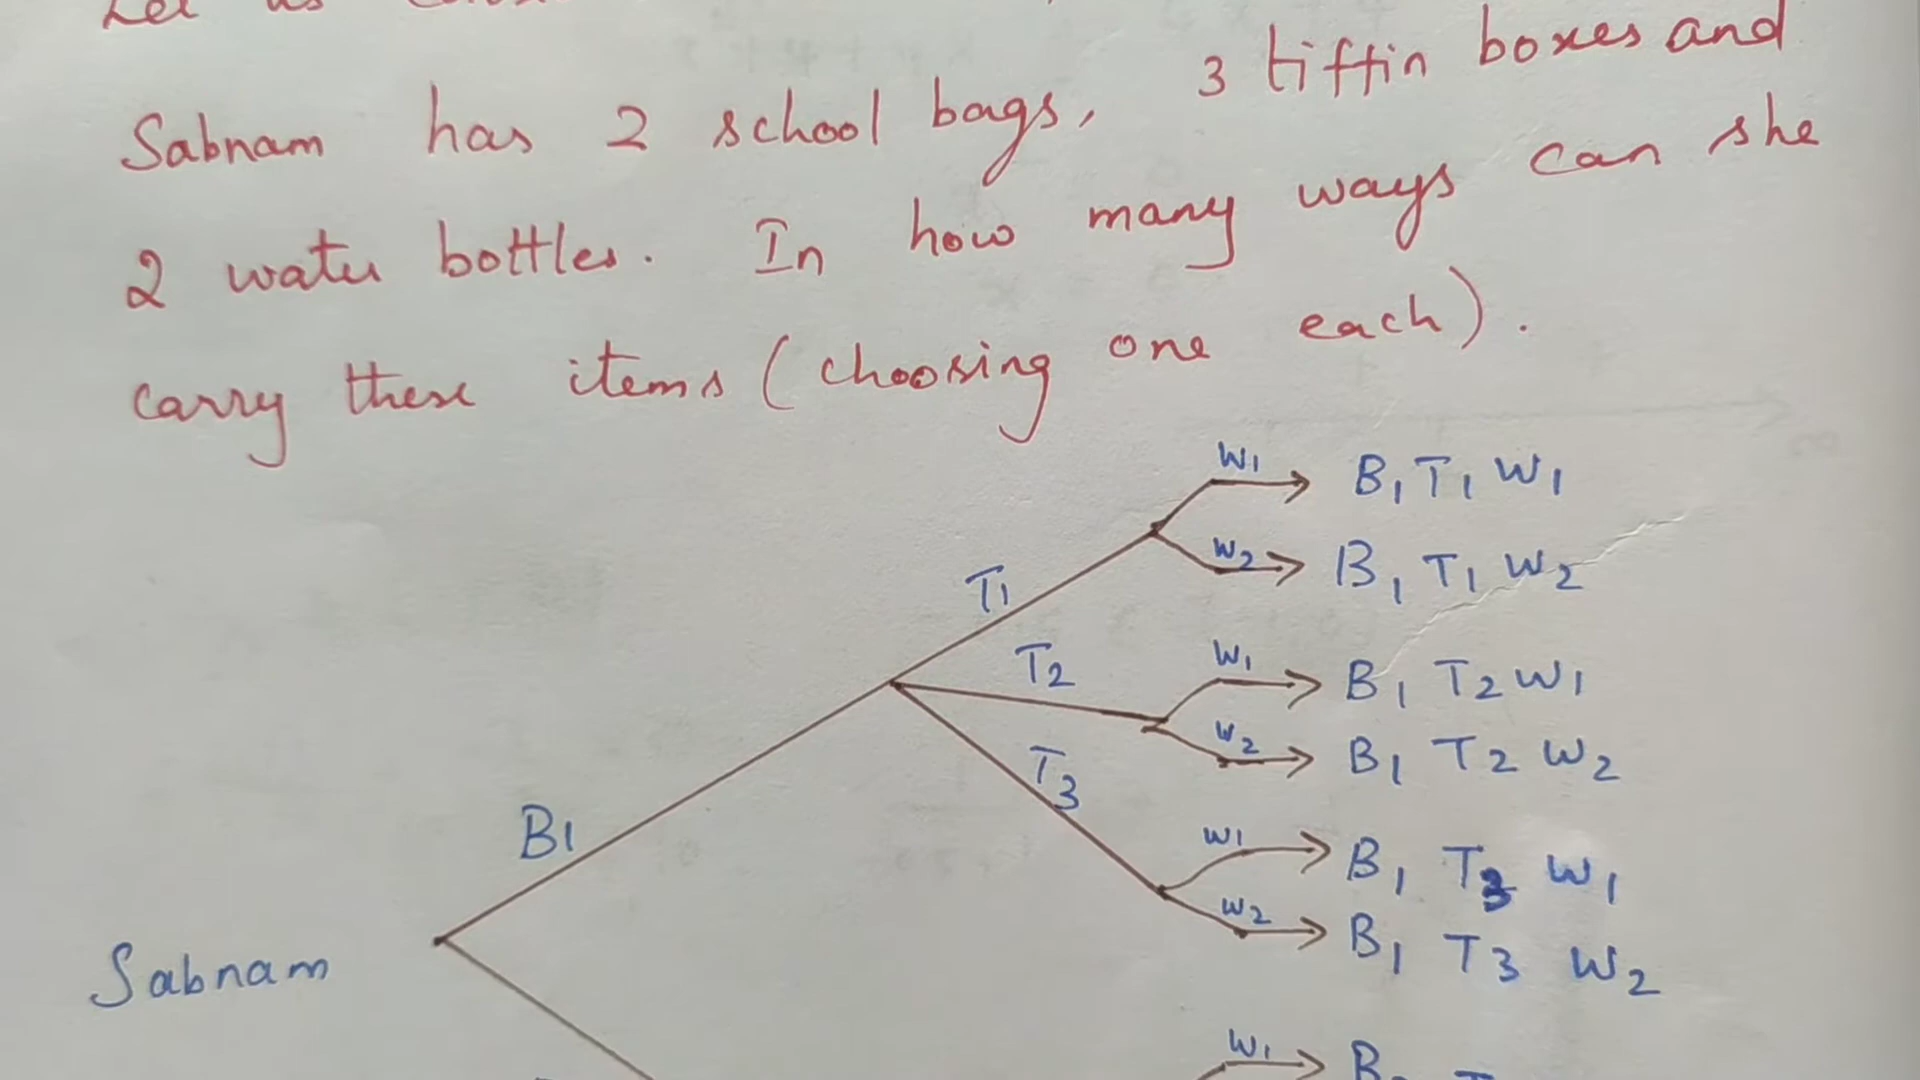 Let us
Sabnam has 2 school bags, 3 tiffin boxes and
2 water bottles. In how many ways can she
carry these items (choosing one each).
W1 B1 T1 W1
W2 B1 T1 W2
T1
T2
W1 B1 T2 W1
W2 B1 T2 W2
T3
B1
W1 B1 T3 W1
W2 B1 T3 W2
Sabnam
W1